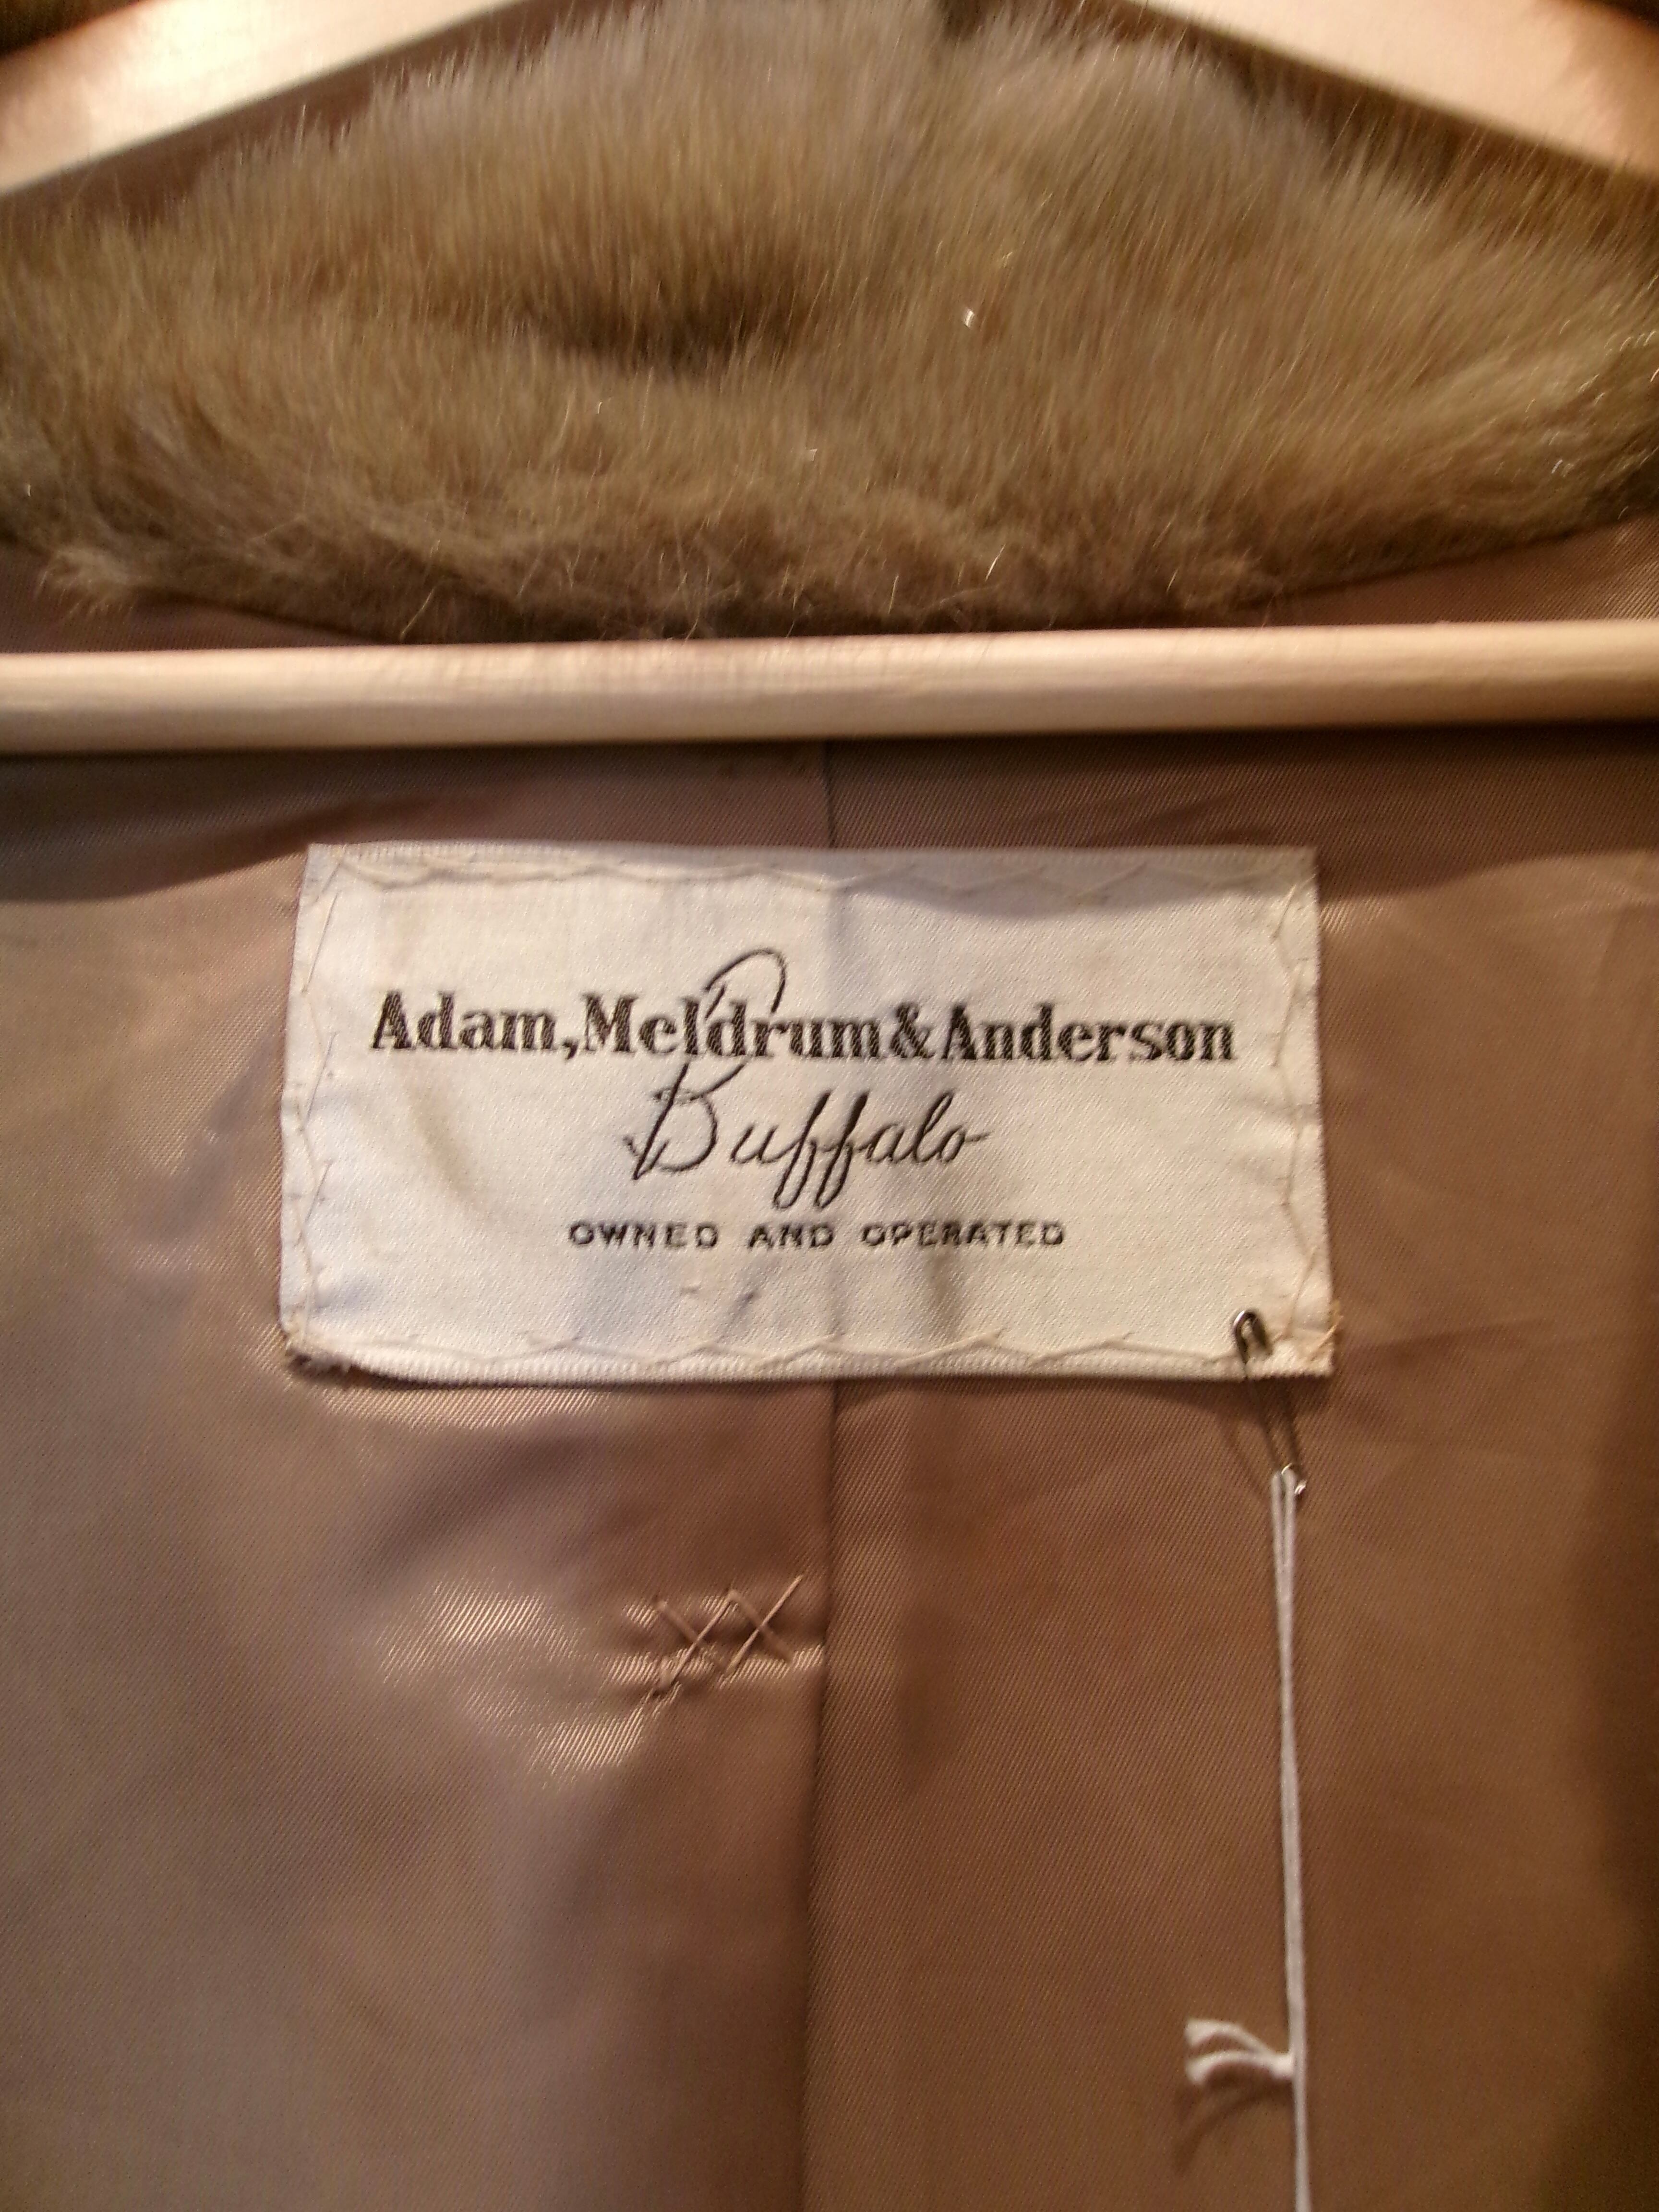 Adam,Meldrum&Anderson
Buffalo
OWNED AND OPERATED